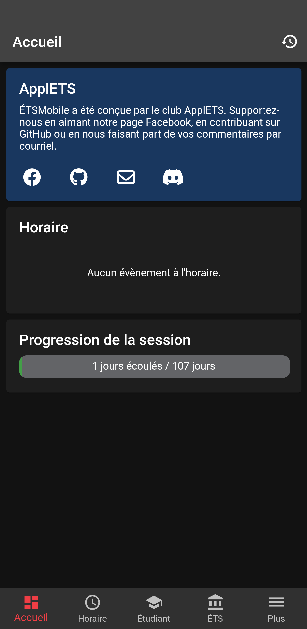 Accueil
ApplETS
ÉTSMobile a été conçue par le club ApplETS. Supportez-
nous en aimant notre page Facebook, en contribuant sur
GitHub ou en nous faisant part de vos commentaires par
courriel.
Horaire
Aucun évènement à l'horaire.
Progression de la session
1 jours écoulés / 107 jours
Accueil
Horaire
Étudiant
ÉTS
Plus